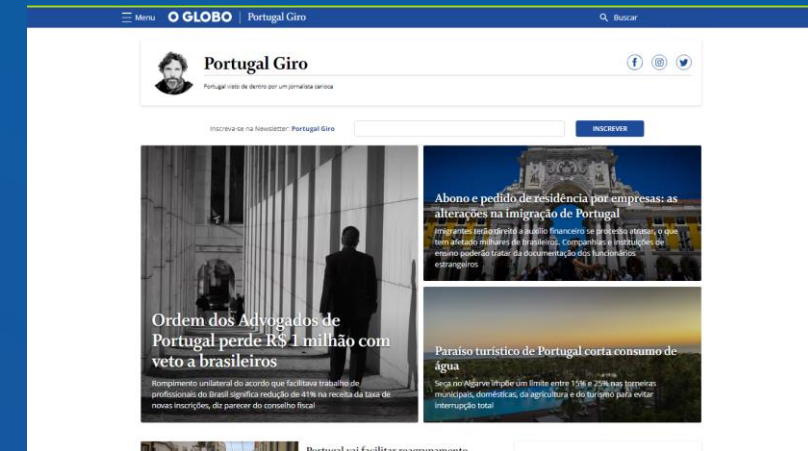 Menu O GLOBO | Portugal Giro Buscar
Portugal Giro
Portugal visto de dentro por um jornalista carioca
Inscreva-se na Newsletter: Portugal Giro
INSCREVER
Ordem dos Advogados de
Portugal perde R$ 1 milhão com
veto a brasileiros
Rompimento unilateral do acordo que facilitava trabalho de
profissionais do Brasil significa redução de 41% na receita da taxa de
novas inscrições, diz parecer do conselho fiscal
Abono e pedido de residência por empresas: as
alterações na imigração de Portugal
Imigrantes terão direito a auxílio financeiro se processo atrasar, o que
tem afetado milhares de brasileiros. Companhias e instituições de
ensino poderão tratar da documentação dos funcionários
estrangeiros
Paraíso turístico de Portugal corta consumo de
água
Seca no Algarve impõe um limite entre 15% e 25% nas torneiras
municipais, domésticas, da agricultura e do turismo para evitar
interrupção total
Portugal vai facilitar reagrupamento